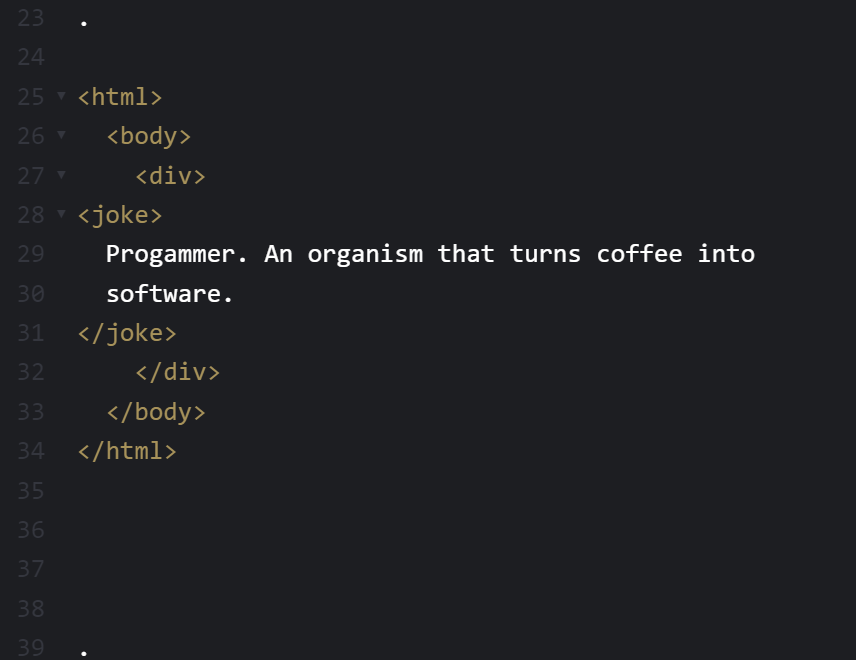 23 .
24
25 <html>
26 <body>
27 <div>
28 <joke>
29 Progammer. An organism that turns coffee into
30 software.
31 </joke>
32 </div>
33 </body>
34 </html>
35
36
37
38
39 .